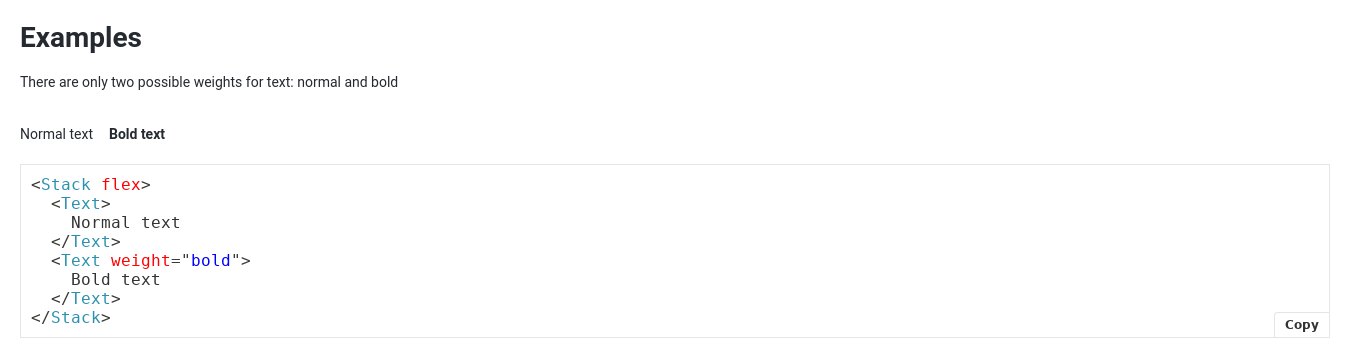 Examples
There are only two possible weights for text: normal and bold
Normal text Bold text
<Stack flex>
  <Text>
    Normal text
  </Text>
  <Text weight="bold">
    Bold text
  </Text>
</Stack>
Copy